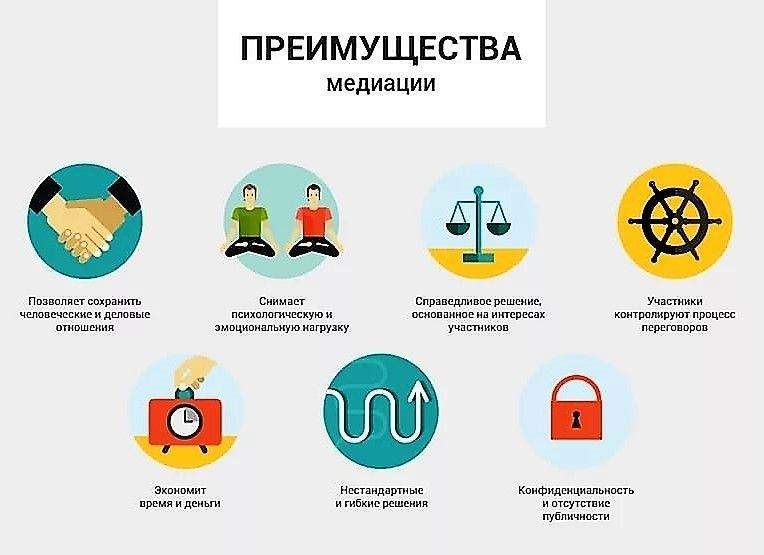 ПРЕИМУЩЕСТВА
медиации
Позволяет сохранить
человеческие и деловые
отношения
Снимает
психологическую и
эмоциональную нагрузку
Справедливое решение,
основанное на интересах
участников
Участники
контролируют процесс
переговоров
Экономит
время и деньги
Нестандартные
и гибкие решения
Конфиденциальность
и отсутствие
публичности